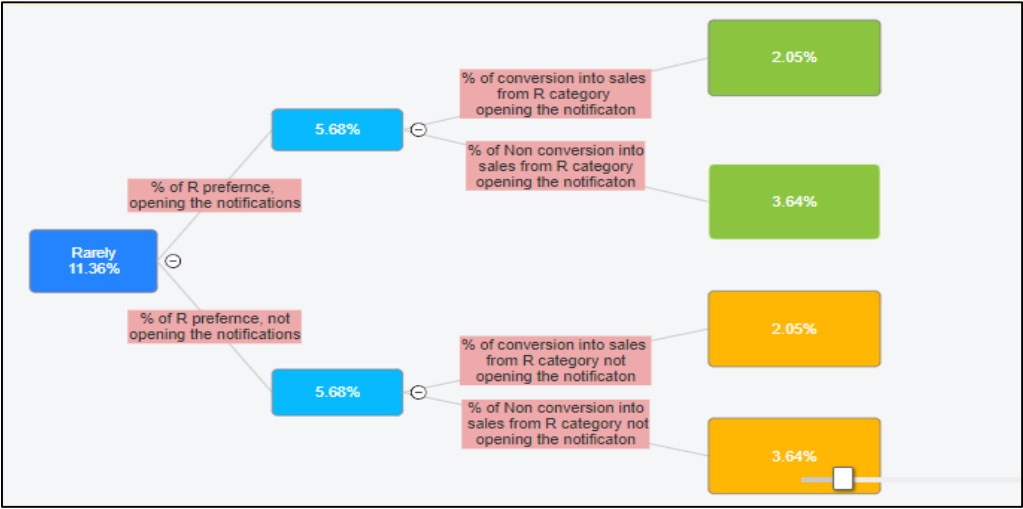 2.05%
% of conversion into sales
from R category
opening the notificaton
5.68%
% of Non conversion into
sales from R category
opening the notificaton
% of R prefernce,
opening the notifications
3.64%
Rarely
11.36%
% of R prefernce, not
opening the notifications
2.05%
% of conversion into sales
from R category not
opening the notificaton
5.68%
% of Non conversion into
sales from R category not
opening the notificaton
3.64%